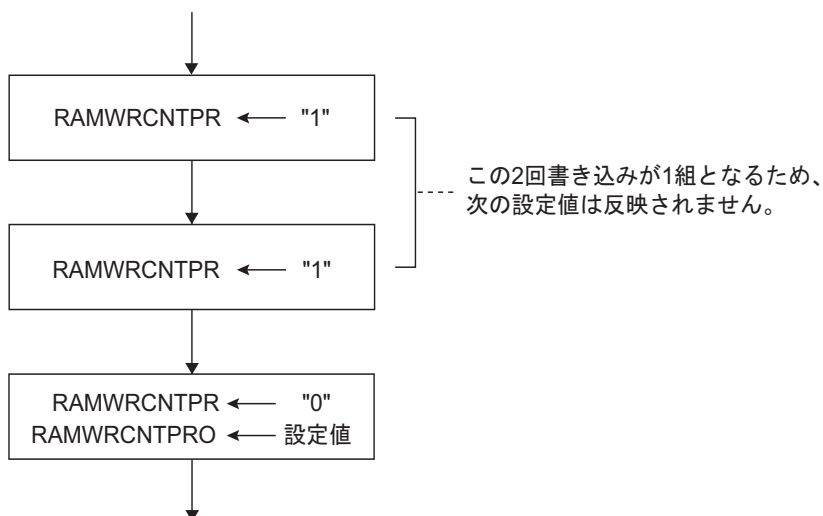 RAMWRCNTPR ← "1"
この2回書き込みが1組となるため、
次の設定値は反映されません。
RAMWRCNTPR ← "1"
RAMWRCNTPR ← "0"
RAMWRCNTPRO ← 設定値